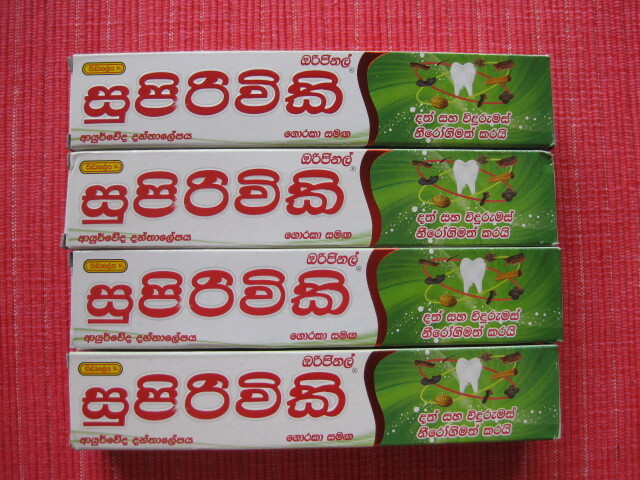 ඔරිජිනල්
සුපිරිවිකි
ආයුර්වේද දන්තාලේපය
ගොරකා සමඟ
දත් සහ විදුරුමස්
නීරෝගිමත් කරයි
ඔරිජිනල්
සුපිරිවිකි
ආයුර්වේද දන්තාලේපය
ගොරකා සමඟ
දත් සහ විදුරුමස්
නීරෝගිමත් කරයි
ඔරිජිනල්
සුපිරිවිකි
ආයුර්වේද දන්තාලේපය
ගොරකා සමඟ
දත් සහ විදුරුමස්
නීරෝගිමත් කරයි
ඔරිජිනල්
සුපිරිවිකි
ආයුර්වේද දන්තාලේපය
ගොරකා සමඟ
දත් සහ විදුරුමස්
නීරෝගිමත් කරයි